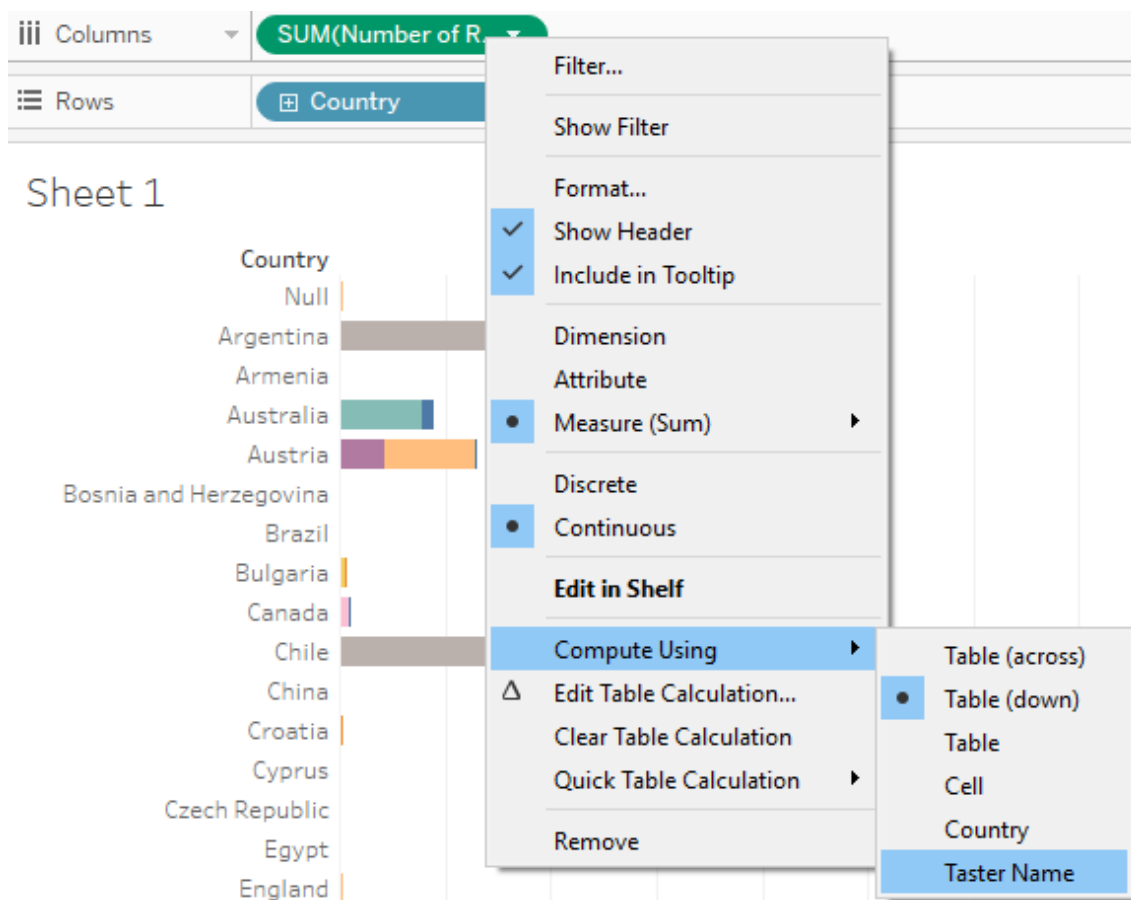 Columns
SUM(Number of R..
Rows
Country
Sheet 1
Country
Null
Argentina
Armenia
Australia
Austria
Bosnia and Herzegovina
Brazil
Bulgaria
Canada
Chile
China
Croatia
Cyprus
Czech Republic
Egypt
England
Filter...
Show Filter
Format...
Show Header
Include in Tooltip
Dimension
Attribute
Measure (Sum)
Discrete
Continuous
Edit in Shelf
Compute Using
Edit Table Calculation...
Clear Table Calculation
Quick Table Calculation
Remove
Table (across)
Table (down)
Table
Cell
Country
Taster Name